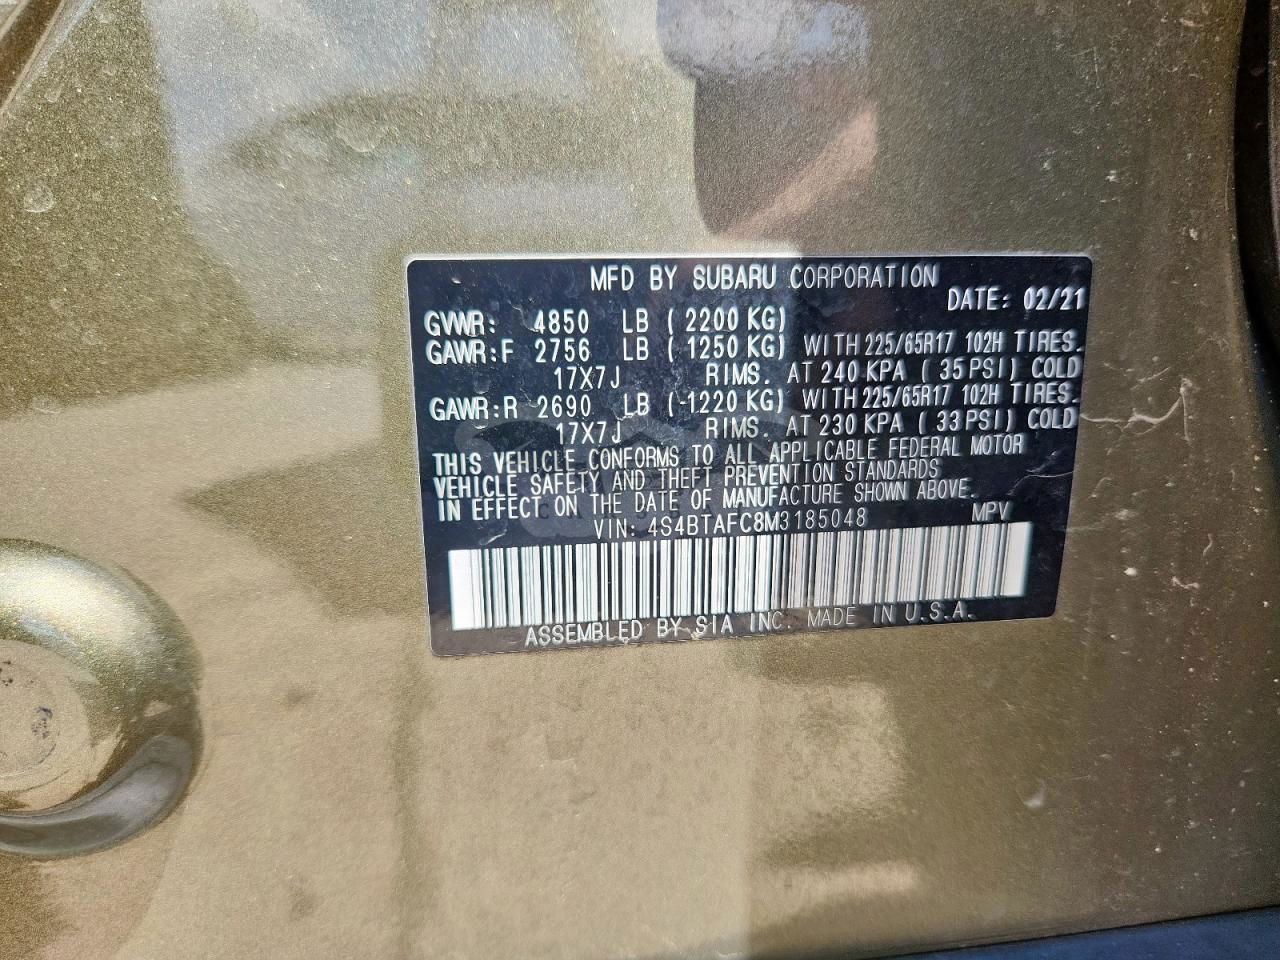 MFD BY SUBARU CORPORATION
DATE: 02/21
GVWR: 4850 LB ( 2200 KG)
GAWR:F 2756 LB ( 1250 KG) WITH 225/65R17 102H TIRES.
17X7J RIMS. AT 240 KPA ( 35 PSI) COLD
GAWR:R 2690 LB ( 1220 KG) WITH 225/65R17 102H TIRES.
17X7J RIMS. AT 230 KPA ( 33 PSI) COLD
THIS VEHICLE CONFORMS TO ALL APPLICABLE FEDERAL MOTOR
VEHICLE SAFETY AND THEFT PREVENTION STANDARDS
IN EFFECT ON THE DATE OF MANUFACTURE SHOWN ABOVE.
VIN: 4S4BTAFC8M3185048 MPV
ASSEMBLED BY SIA INC. MADE IN U.S.A.